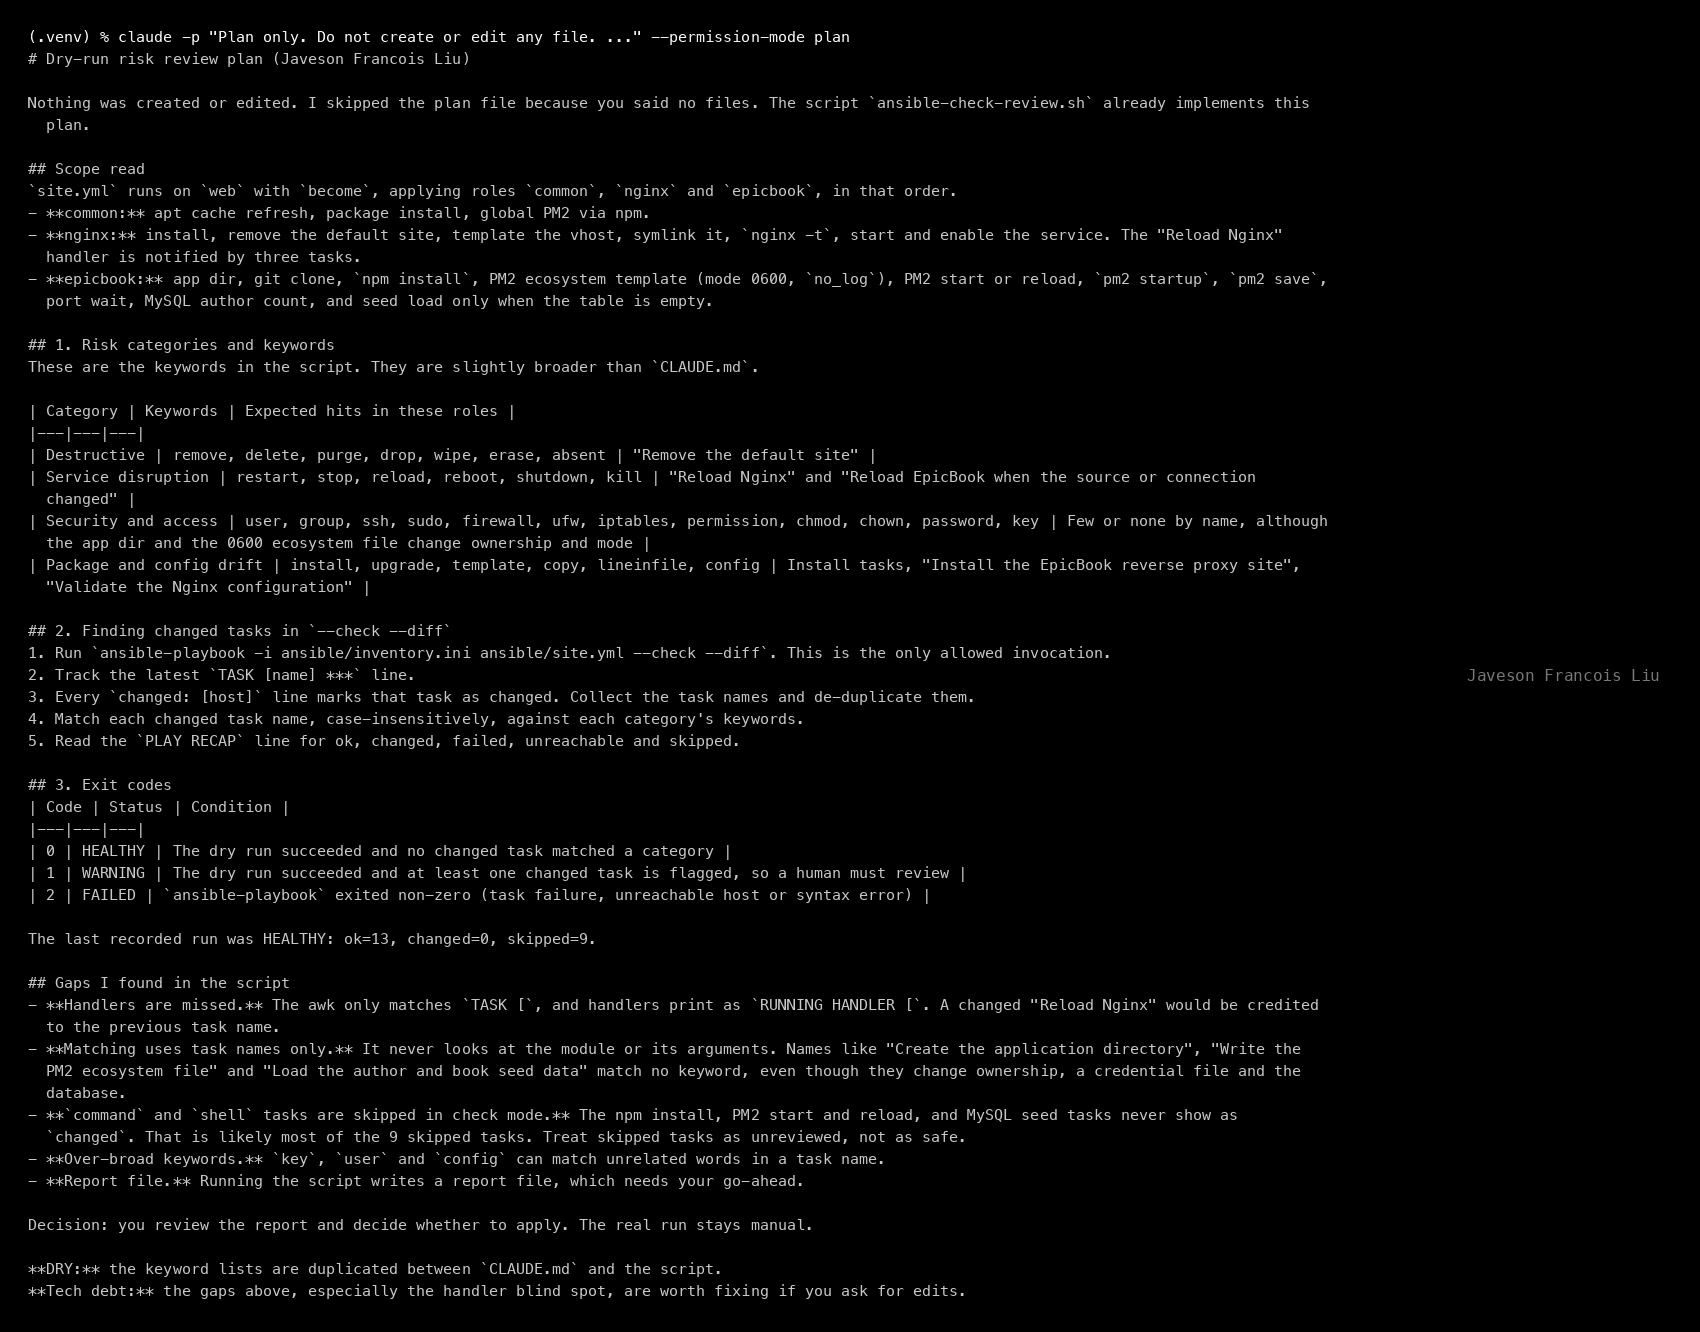 (.venv) % claude -p "Plan only. Do not create or edit any file. ..." --permission-mode plan
# Dry-run risk review plan (Javeson Francois Liu)
Nothing was created or edited. I skipped the plan file because you said no files. The script `ansible-check-review.sh` already implements this
plan.
## Scope read
`site.yml` runs on `web` with `become`, applying roles `common`, `nginx` and `epicbook`, in that order.
- **common:** apt cache refresh, package install, global PM2 via npm.
- **nginx:** install, remove the default site, template the vhost, symlink it, `nginx -t`, start and enable the service. The "Reload Nginx"
handler is notified by three tasks.
- **epicbook:** app dir, git clone, `npm install`, PM2 ecosystem template (mode 0600, `no_log`), PM2 start or reload, `pm2 startup`, `pm2 save`,
port wait, MySQL author count, and seed load only when the table is empty.
## 1. Risk categories and keywords
These are the keywords in the script. They are slightly broader than `CLAUDE.md`.
| Category | Keywords | Expected hits in these roles |
|---|---|---|
| Destructive | remove, delete, purge, drop, wipe, erase, absent | "Remove the default site" |
| Service disruption | restart, stop, reload, reboot, shutdown, kill | "Reload Nginx" and "Reload EpicBook when the source or connection
changed" |
| Security and access | user, group, ssh, sudo, firewall, ufw, iptables, permission, chmod, chown, password, key | Few or none by name, although
the app dir and the 0600 ecosystem file change ownership and mode |
| Package and config drift | install, upgrade, template, copy, lineinfile, config | Install tasks, "Install the EpicBook reverse proxy site",
"Validate the Nginx configuration" |
## 2. Finding changed tasks in `--check --diff`
1. Run `ansible-playbook -i ansible/inventory.ini ansible/site.yml --check --diff`. This is the only allowed invocation.
2. Track the latest `TASK [name] ***` line.
Javeson Francois Liu
3. Every `changed: [host]` line marks that task as changed. Collect the task names and de-duplicate them.
4. Match each changed task name, case-insensitively, against each category's keywords.
5. Read the `PLAY RECAP` line for ok, changed, failed, unreachable and skipped.
## 3. Exit codes
| Code | Status | Condition |
|---|---|---|
| 0 | HEALTHY | The dry run succeeded and no changed task matched a category |
| 1 | WARNING | The dry run succeeded and at least one changed task is flagged, so a human must review |
| 2 | FAILED | `ansible-playbook` exited non-zero (task failure, unreachable host or syntax error) |
The last recorded run was HEALTHY: ok=13, changed=0, skipped=9.
## Gaps I found in the script
- **Handlers are missed.** The awk only matches `TASK [`, and handlers print as `RUNNING HANDLER [`. A changed "Reload Nginx" would be credited
to the previous task name.
- **Matching uses task names only.** It never looks at the module or its arguments. Names like "Create the application directory", "Write the
PM2 ecosystem file" and "Load the author and book seed data" match no keyword, even though they change ownership, a credential file and the
database.
- **`command` and `shell` tasks are skipped in check mode.** The npm install, PM2 start and reload, and MySQL seed tasks never show as
`changed`. That is likely most of the 9 skipped tasks. Treat skipped tasks as unreviewed, not as safe.
- **Over-broad keywords.** `key`, `user` and `config` can match unrelated words in a task name.
- **Report file.** Running the script writes a report file, which needs your go-ahead.
Decision: you review the report and decide whether to apply. The real run stays manual.
**DRY:** the keyword lists are duplicated between `CLAUDE.md` and the script.
**Tech debt:** the gaps above, especially the handler blind spot, are worth fixing if you ask for edits.